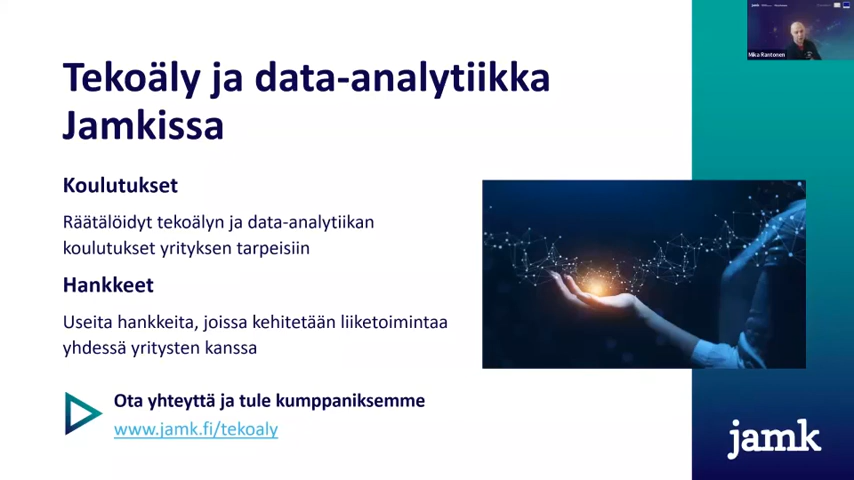 Tekoäly ja data-analytiikka
Jamkissa
Koulutukset
Räätälöidyt tekoälyn ja data-analytiikan
koulutukset yrityksen tarpeisiin
Hankkeet
Useita hankkeita, joissa kehitetään liiketoimintaa
yhdessä yritysten kanssa
Ota yhteyttä ja tule kumppaniksemme
www.jamk.fi/tekoaly
Mika Rantonen
jamk